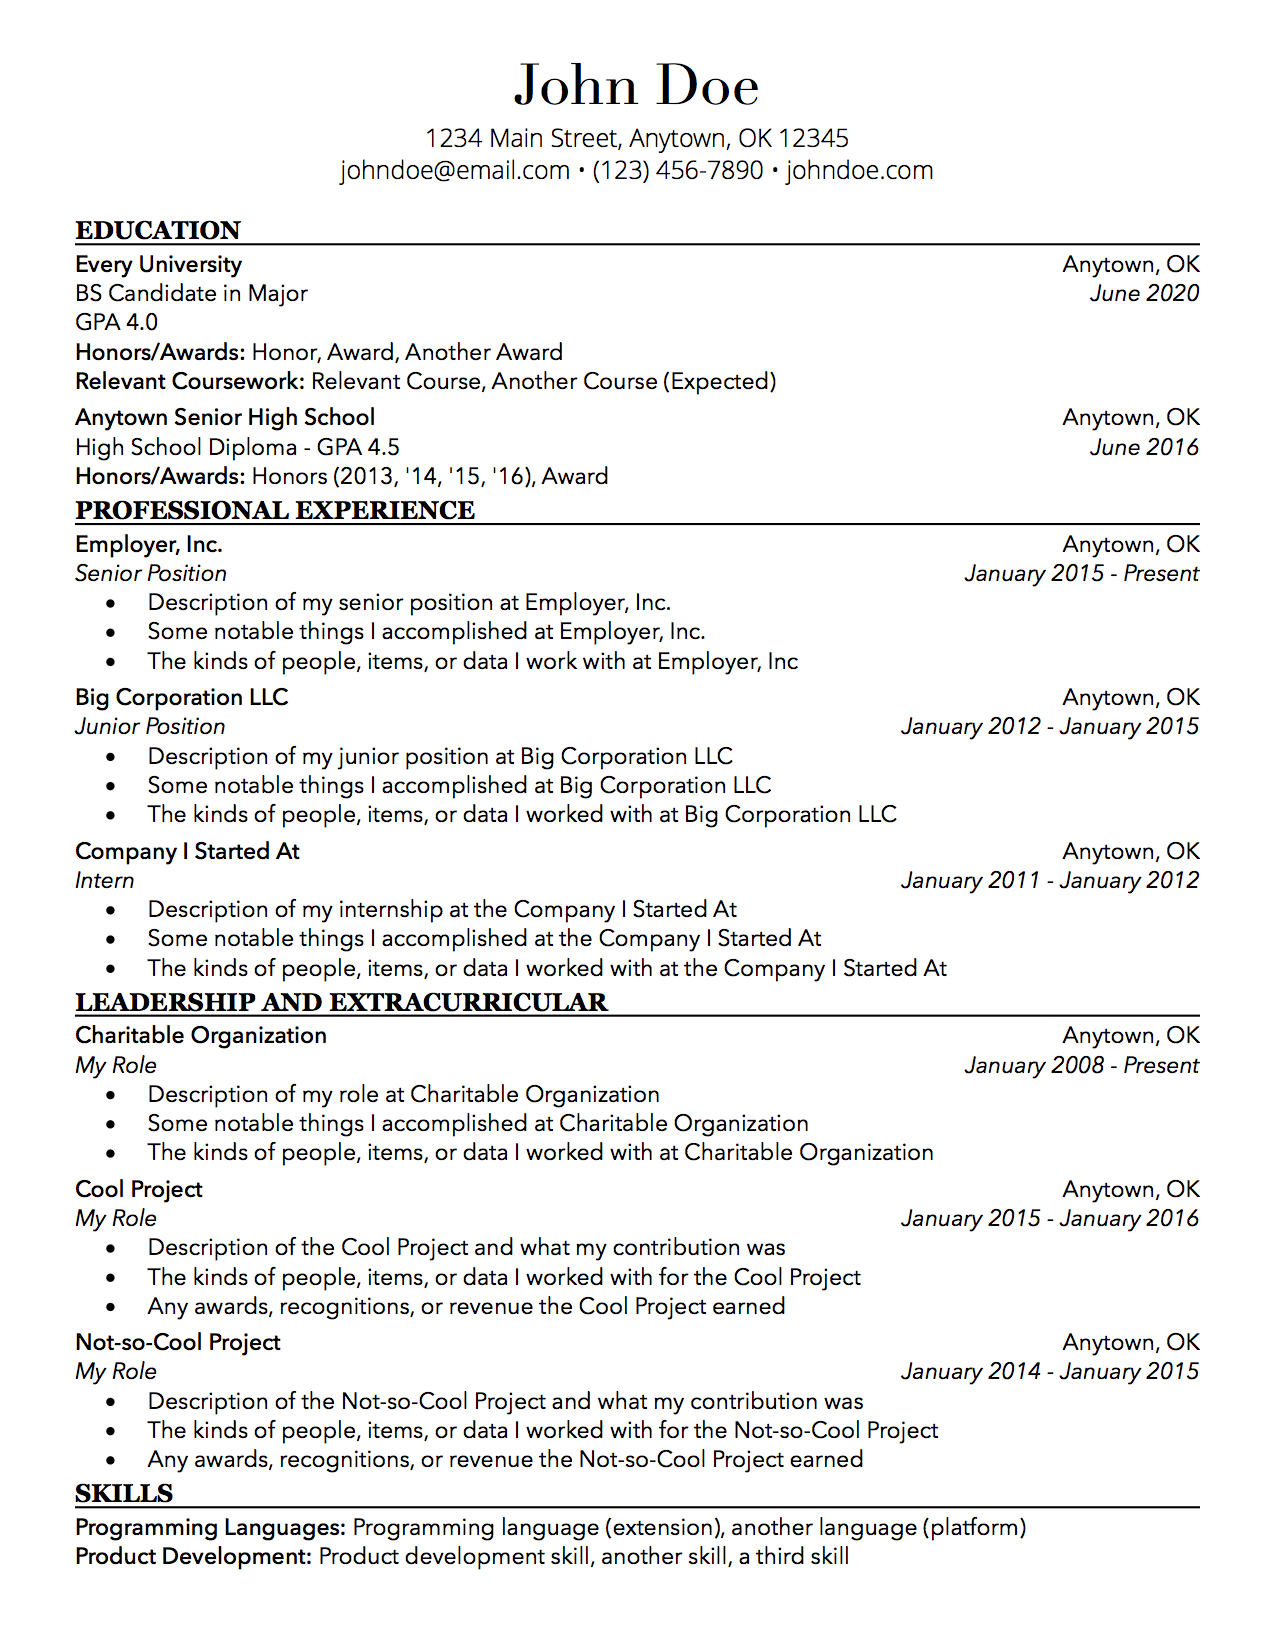 John Doe
1234 Main Street, Anytown, OK 12345
johndoe@email.com • (123) 456-7890 • johndoe.com
EDUCATION
Every University Anytown, OK
BS Candidate in Major June 2020
GPA 4.0
Honors/Awards: Honor, Award, Another Award
Relevant Coursework: Relevant Course, Another Course (Expected)
Anytown Senior High School Anytown, OK
High School Diploma - GPA 4.5 June 2016
Honors/Awards: Honors (2013, '14, '15, '16), Award
PROFESSIONAL EXPERIENCE
Employer, Inc. Anytown, OK
Senior Position January 2015 - Present
• Description of my senior position at Employer, Inc.
• Some notable things I accomplished at Employer, Inc.
• The kinds of people, items, or data I work with at Employer, Inc
Big Corporation LLC Anytown, OK
Junior Position January 2012 - January 2015
• Description of my junior position at Big Corporation LLC
• Some notable things I accomplished at Big Corporation LLC
• The kinds of people, items, or data I worked with at Big Corporation LLC
Company I Started At Anytown, OK
Intern January 2011 - January 2012
• Description of my internship at the Company I Started At
• Some notable things I accomplished at the Company I Started At
• The kinds of people, items, or data I worked with at the Company I Started At
LEADERSHIP AND EXTRACURRICULAR
Charitable Organization Anytown, OK
My Role January 2008 - Present
• Description of my role at Charitable Organization
• Some notable things I accomplished at Charitable Organization
• The kinds of people, items, or data I worked with at Charitable Organization
Cool Project Anytown, OK
My Role January 2015 - January 2016
• Description of the Cool Project and what my contribution was
• The kinds of people, items, or data I worked with for the Cool Project
• Any awards, recognitions, or revenue the Cool Project earned
Not-so-Cool Project Anytown, OK
My Role January 2014 - January 2015
• Description of the Not-so-Cool Project and what my contribution was
• The kinds of people, items, or data I worked with for the Not-so-Cool Project
• Any awards, recognitions, or revenue the Not-so-Cool Project earned
SKILLS
Programming Languages: Programming language (extension), another language (platform)
Product Development: Product development skill, another skill, a third skill